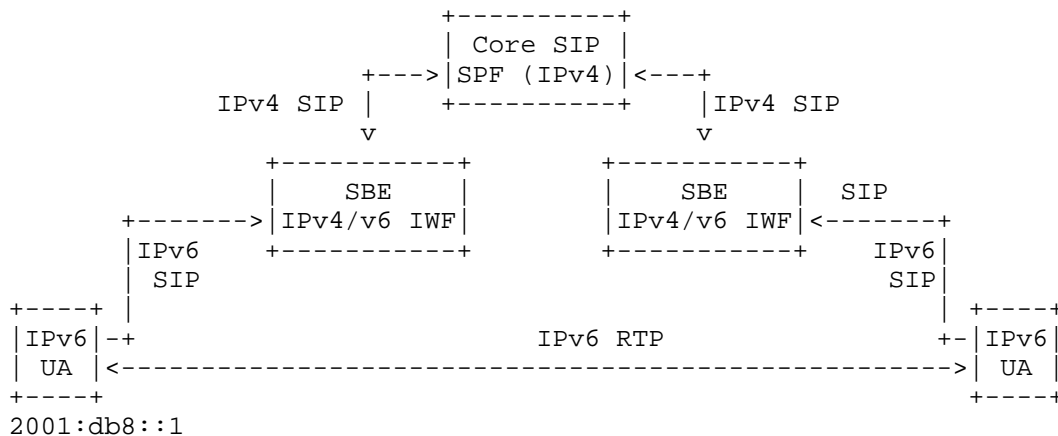 Core SIP
SPF (IPv4)
IPv4 SIP IPv4 SIP
SBE SBE SIP
IPv4/v6 IWF IPv4/v6 IWF
IPv6 IPv6
SIP SIP
IPv6 IPv6 RTP IPv6
UA UA
2001:db8::1